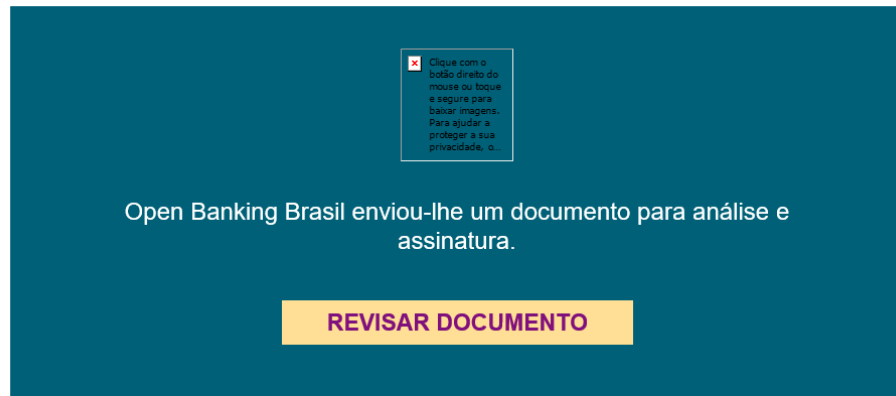 Clique com o
botão direito do
mouse ou toque
e segure para
baixar imagens.
Para ajudar a
proteger a sua
privacidade, o...
Open Banking Brasil enviou-lhe um documento para análise e
assinatura.
REVISAR DOCUMENTO